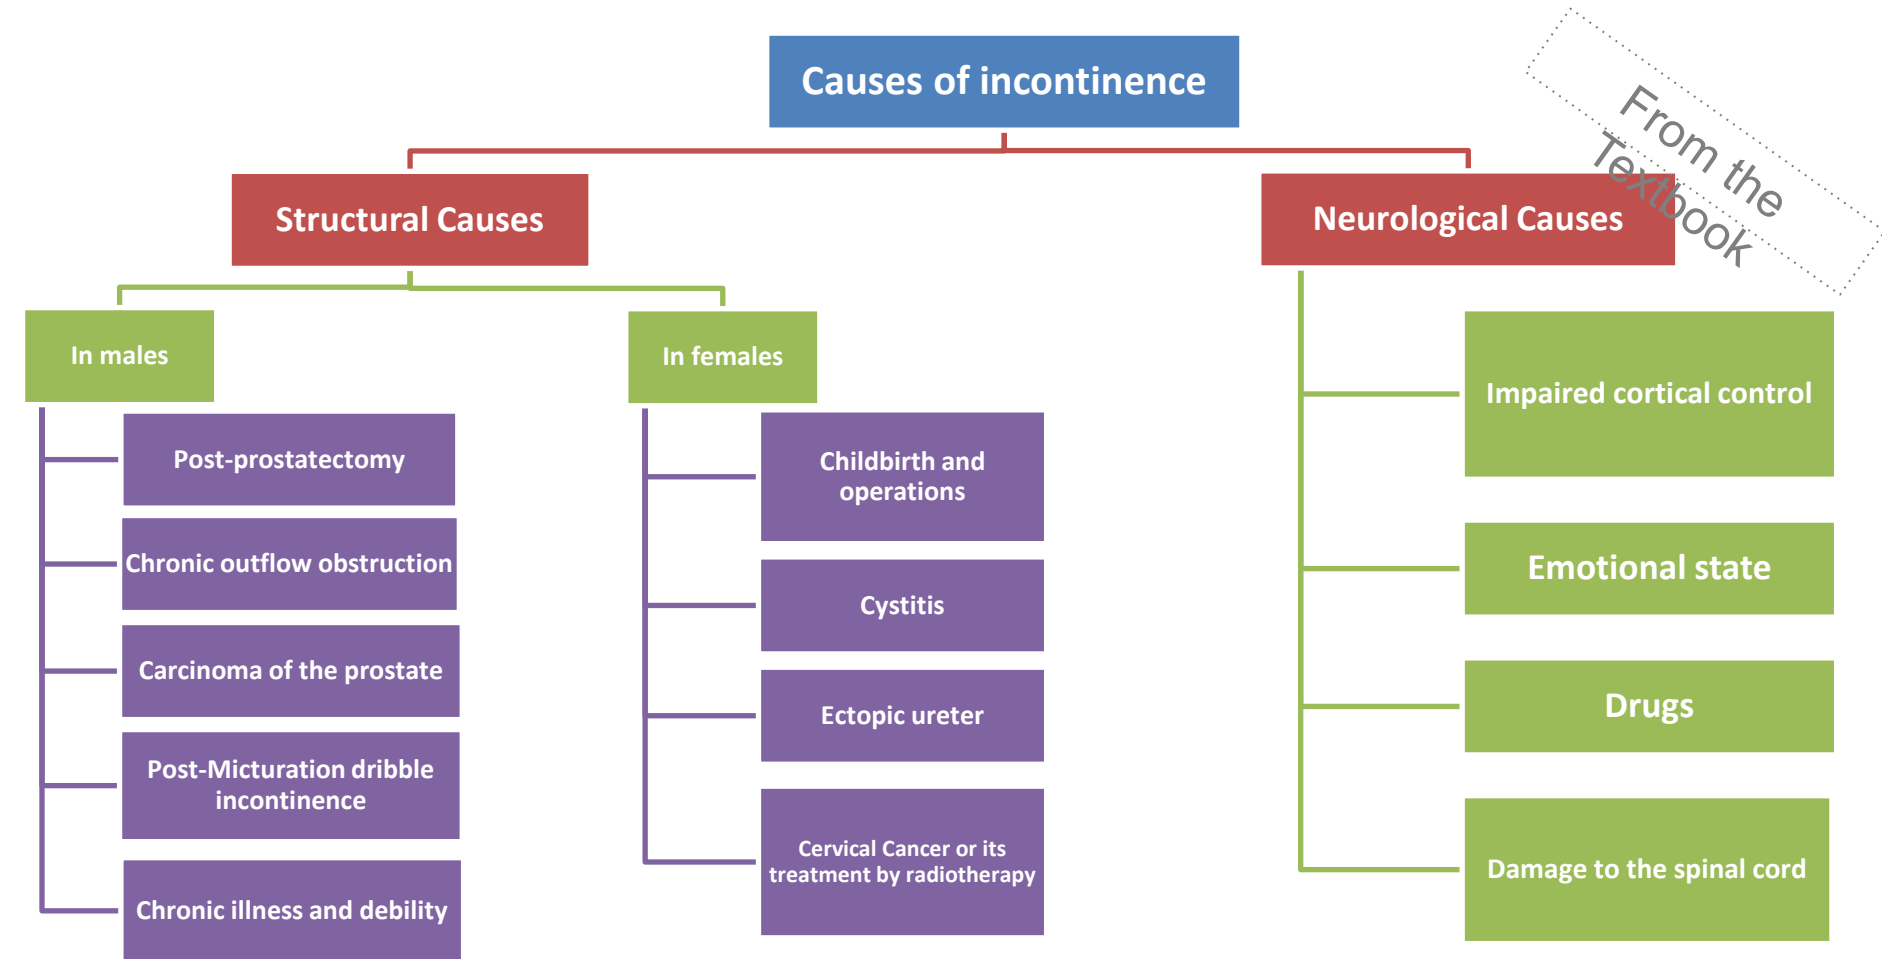 Causes of incontinence
From the
Textbook
Structural Causes
Neurological Causes
In males
In females
Post-prostatectomy
Chronic outflow obstruction
Carcinoma of the prostate
Post-Micturation dribble
incontinence
Chronic illness and debility
Childbirth and
operations
Cystitis
Ectopic ureter
Cervical Cancer or its
treatment by radiotherapy
Impaired cortical control
Emotional state
Drugs
Damage to the spinal cord